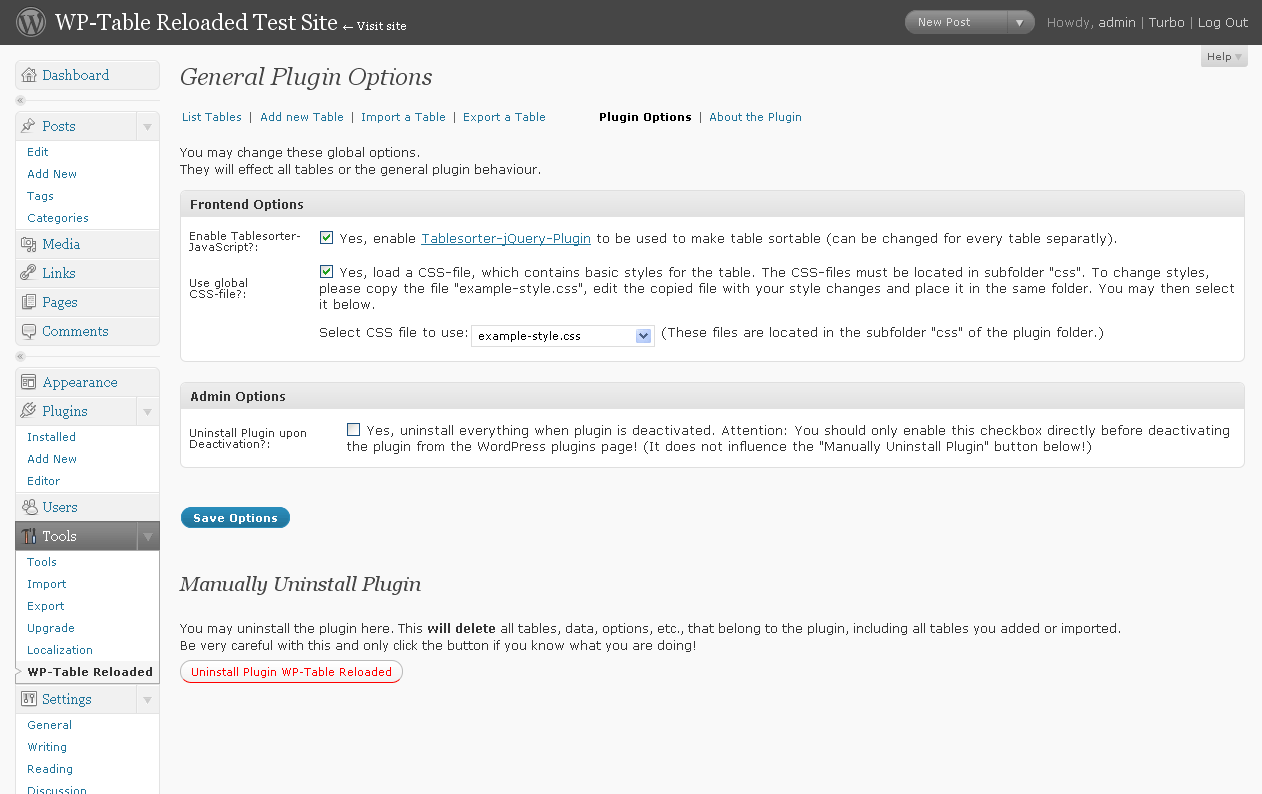 WP-Table Reloaded Test Site ← Visit site
New Post
Howdy, admin | Turbo | Log Out
Help
Dashboard
Posts
Edit
Add New
Tags
Categories
Media
Links
Pages
Comments
Appearance
Plugins
Installed
Add New
Editor
Users
Tools
Tools
Import
Export
Upgrade
Localization
WP-Table Reloaded
Settings
General
Writing
Reading
Discussion
General Plugin Options
List Tables | Add new Table | Import a Table | Export a Table Plugin Options | About the Plugin
You may change these global options.
They will effect all tables or the general plugin behaviour.
Frontend Options
Enable Tablesorter-
JavaScript?:
Yes, enable Tablesorter-jQuery-Plugin to be used to make table sortable (can be changed for every table separatly).
Use global
CSS-file?:
Yes, load a CSS-file, which contains basic styles for the table. The CSS-files must be located in subfolder "css". To change styles,
please copy the file "example-style.css", edit the copied file with your style changes and place it in the same folder. You may then select
it below.
Select CSS file to use: example-style.css (These files are located in the subfolder "css" of the plugin folder.)
Admin Options
Uninstall Plugin upon
Deactivation?:
Yes, uninstall everything when plugin is deactivated. Attention: You should only enable this checkbox directly before deactivating
the plugin from the WordPress plugins page! (It does not influence the "Manually Uninstall Plugin" button below!)
Save Options
Manually Uninstall Plugin
You may uninstall the plugin here. This will delete all tables, data, options, etc., that belong to the plugin, including all tables you added or imported.
Be very careful with this and only click the button if you know what you are doing!
Uninstall Plugin WP-Table Reloaded